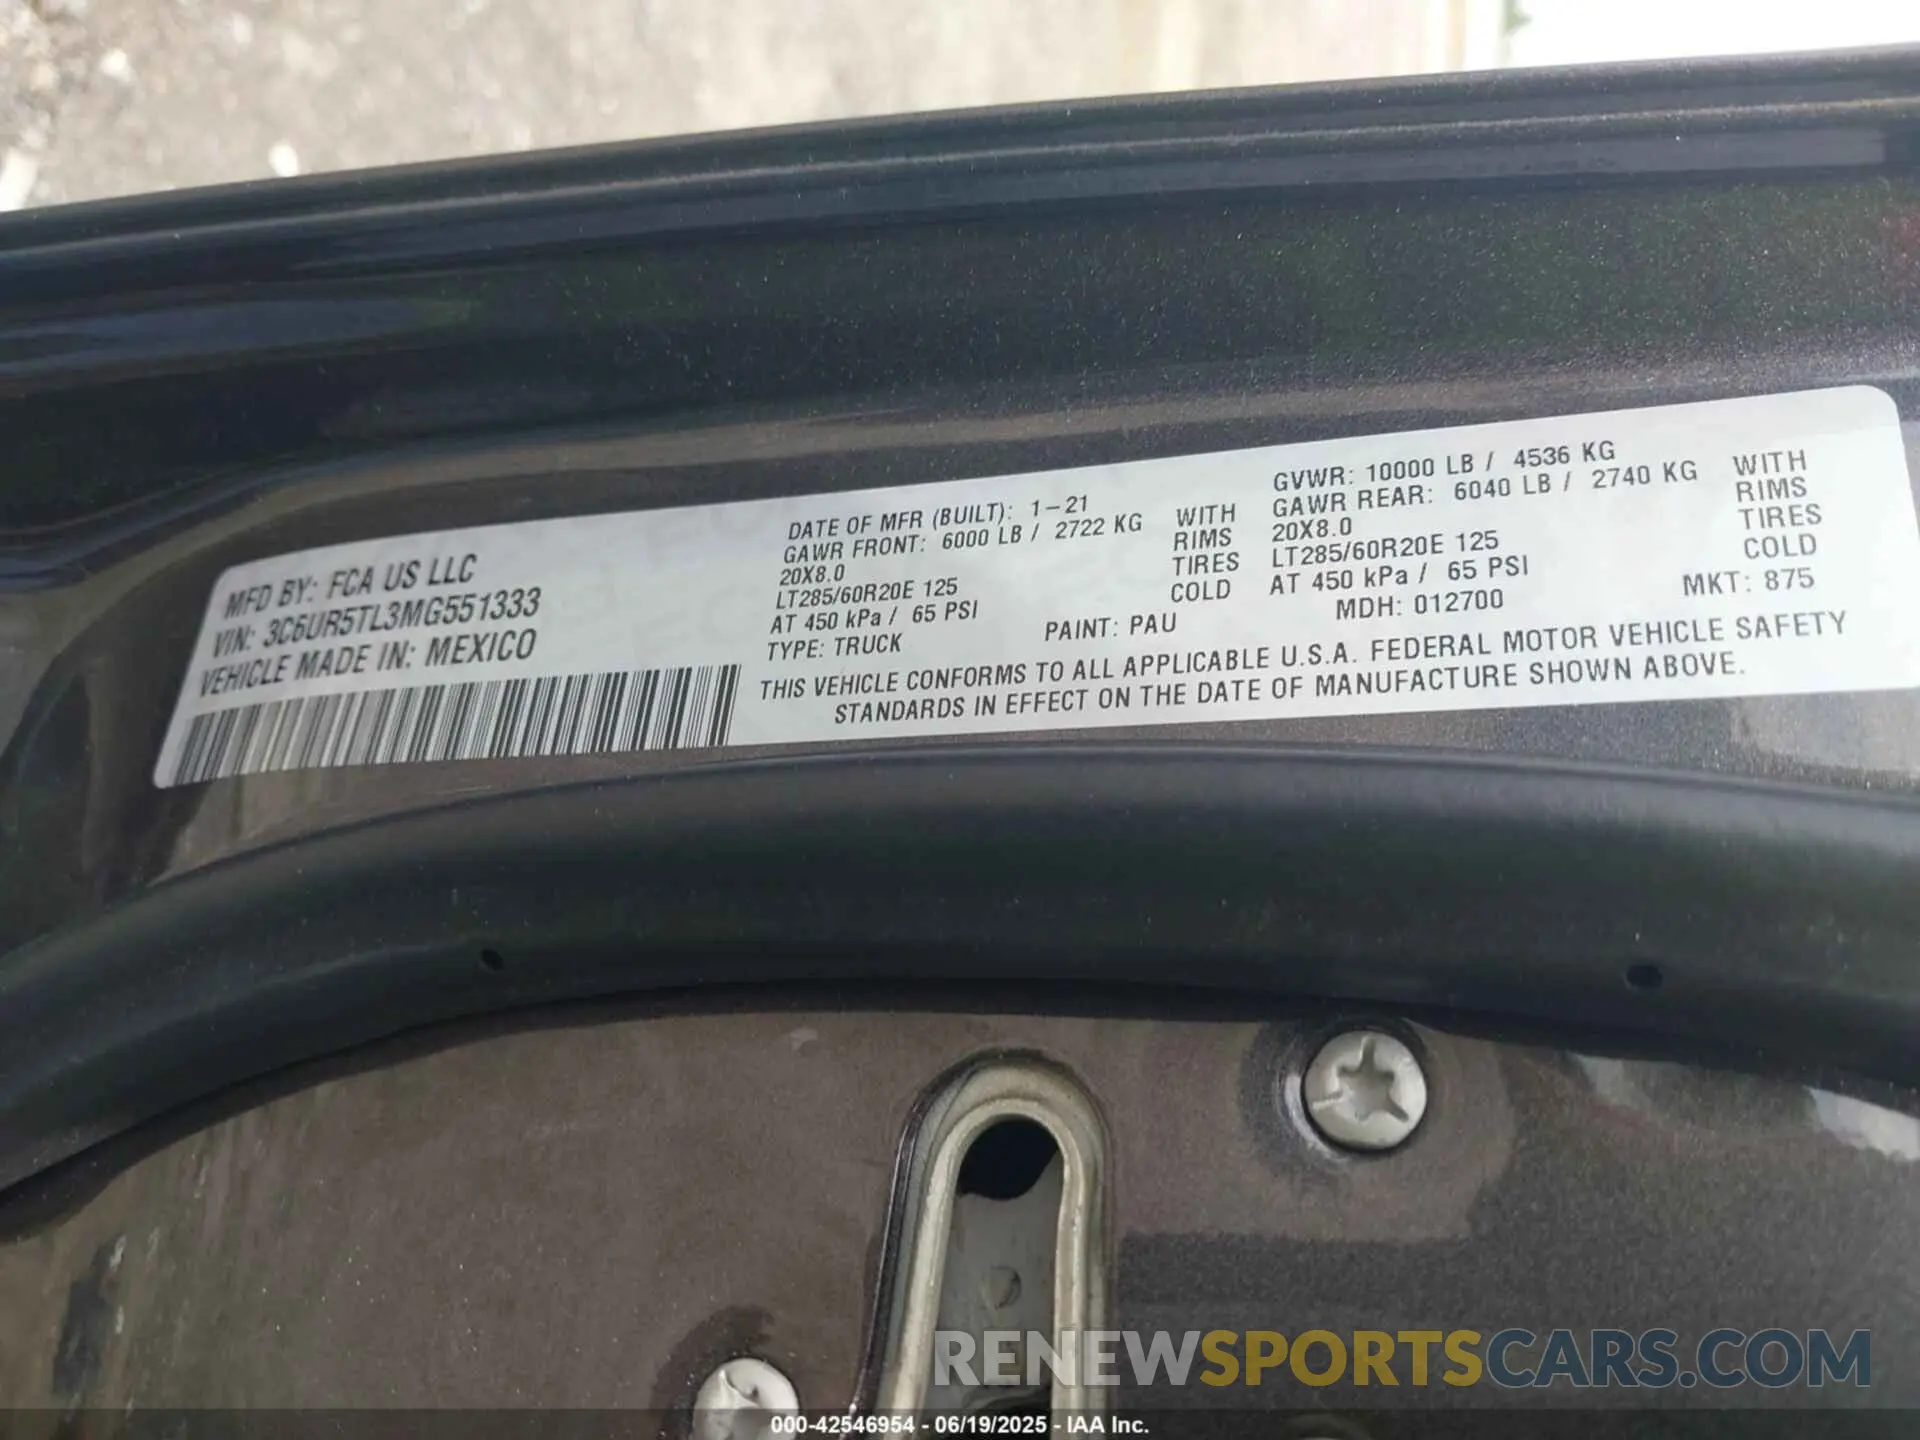 MFD BY: FCA US LLC
VIN: 3C6UR5TL3MG551333
VEHICLE MADE IN: MEXICO
DATE OF MFR (BUILT): 1-21
GAWR FRONT: 6000 LB / 2722 KG
20X8.0
LT285/60R20E 125
AT 450 kPa / 65 PSI
TYPE: TRUCK
WITH
RIMS
TIRES
COLD
PAINT: PAU
GVWR: 10000 LB / 4536 KG
GAWR REAR: 6040 LB / 2740 KG
20X8.0
LT285/60R20E 125
AT 450 kPa / 65 PSI
MDH: 012700
WITH
RIMS
TIRES
COLD
MKT: 875
THIS VEHICLE CONFORMS TO ALL APPLICABLE U.S.A. FEDERAL MOTOR VEHICLE SAFETY
STANDARDS IN EFFECT ON THE DATE OF MANUFACTURE SHOWN ABOVE.
RENEWSPORTSCARS.COM
000-42546954 - 06/19/2025 - IAA Inc.